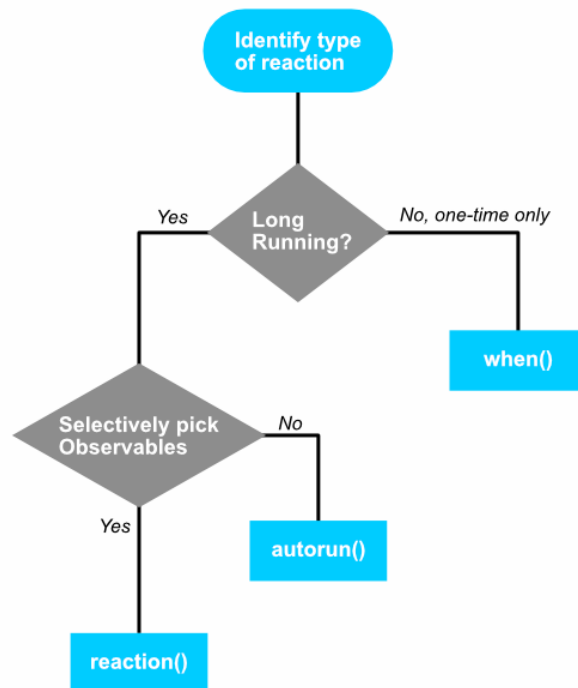 Identify type
of reaction
Yes
Long
Running?
No, one-time only
when()
Selectively pick
Observables
No
Yes
autorun()
reaction()